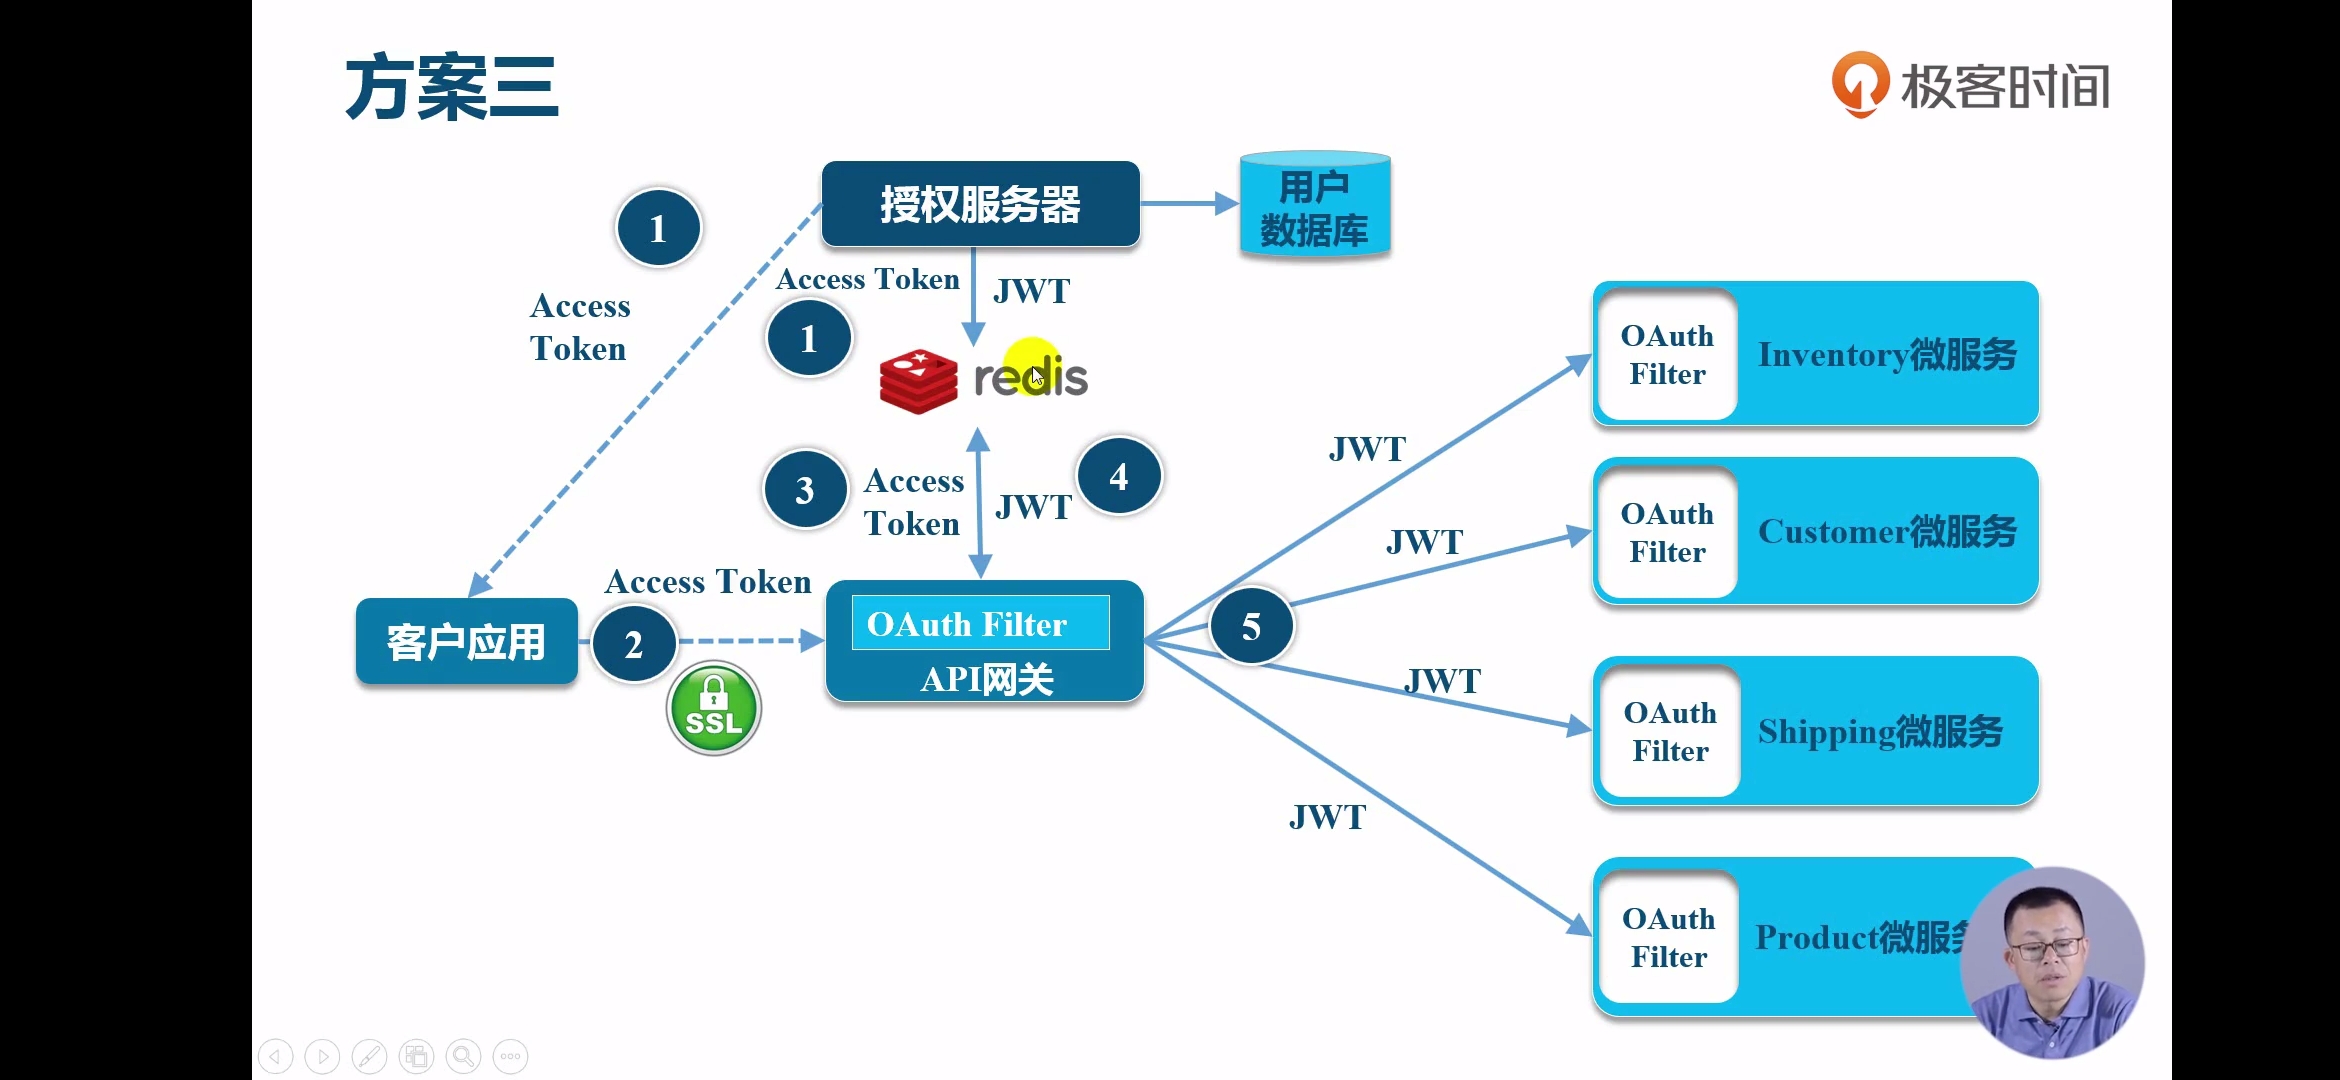 方案三
极客时间
授权服务器
用户
数据库
1
Access
Token
Access Token
JWT
1
redis
3
Access
Token
JWT
4
Access Token
客户应用
2
SSL
OAuth Filter
API网关
5
JWT
JWT
JWT
JWT
OAuth
Filter
Inventory微服务
OAuth
Filter
Customer微服务
OAuth
Filter
Shipping微服务
OAuth
Filter
Product微服务